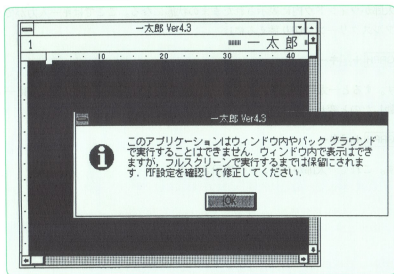 一太郎 Ver4.3
1
一太郎
10 20 30 40
一太郎 Ver4.3
このアプリケーションはウィンドウ内やバック グラウンド
で実行することはできません. ウィンドウ内で表示はでき
ますが, フルスクリーンで実行するまでは保留にされま
す. PIF設定を確認して修正してください.
OK